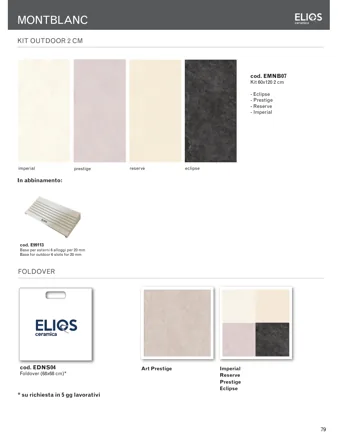 MONTBLANC
ELIOS
ceramica
KIT OUTDOOR 2 CM
cod. EMNB07
Kit 60x120 2 cm
- Eclipse
- Prestige
- Reserve
- Imperial
imperial
prestige
reserve
eclipse
In abbinamento:
cod. E09113
Base per esterni 4 alloggi per 20 mm
Base for outdoor 4 slots for 20 mm
FOLDOVER
ELIOS
ceramica
cod. EDNS04
Foldover (60x60 cm)*
Art Prestige
Imperial
Reserve
Prestige
Eclipse
* su richiesta in 5 gg lavorativi
79